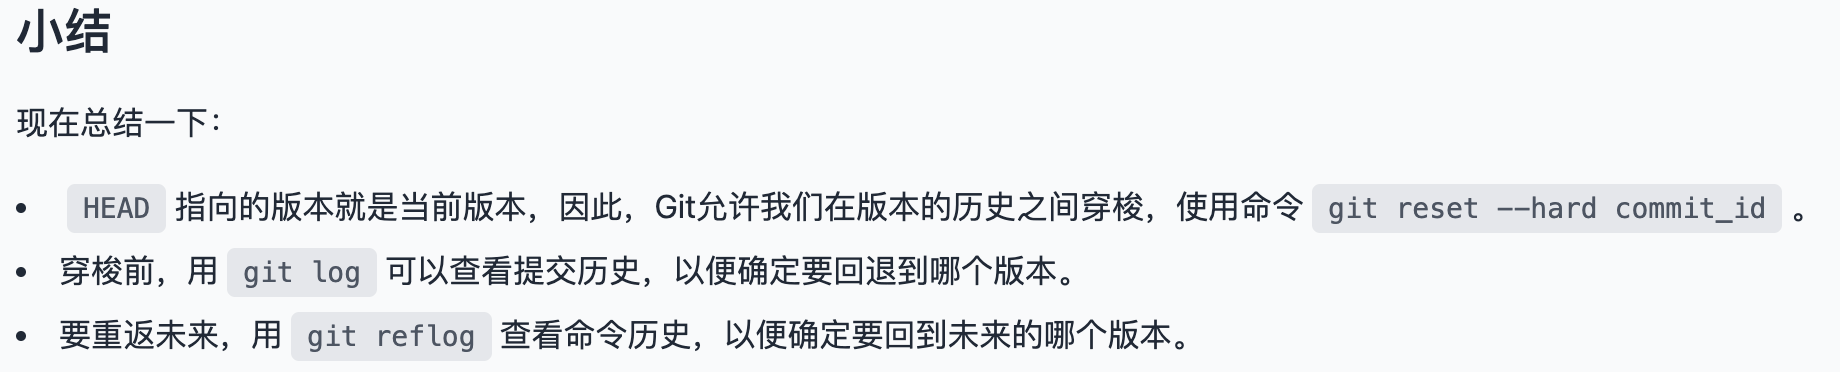 小结
现在总结一下：
• HEAD 指向的版本就是当前版本，因此，Git允许我们在版本的历史之间穿梭，使用命令 git reset --hard commit_id 。
• 穿梭前，用 git log 可以查看提交历史，以便确定要回退到哪个版本。
• 要重返未来，用 git reflog 查看命令历史，以便确定要回到未来的哪个版本。